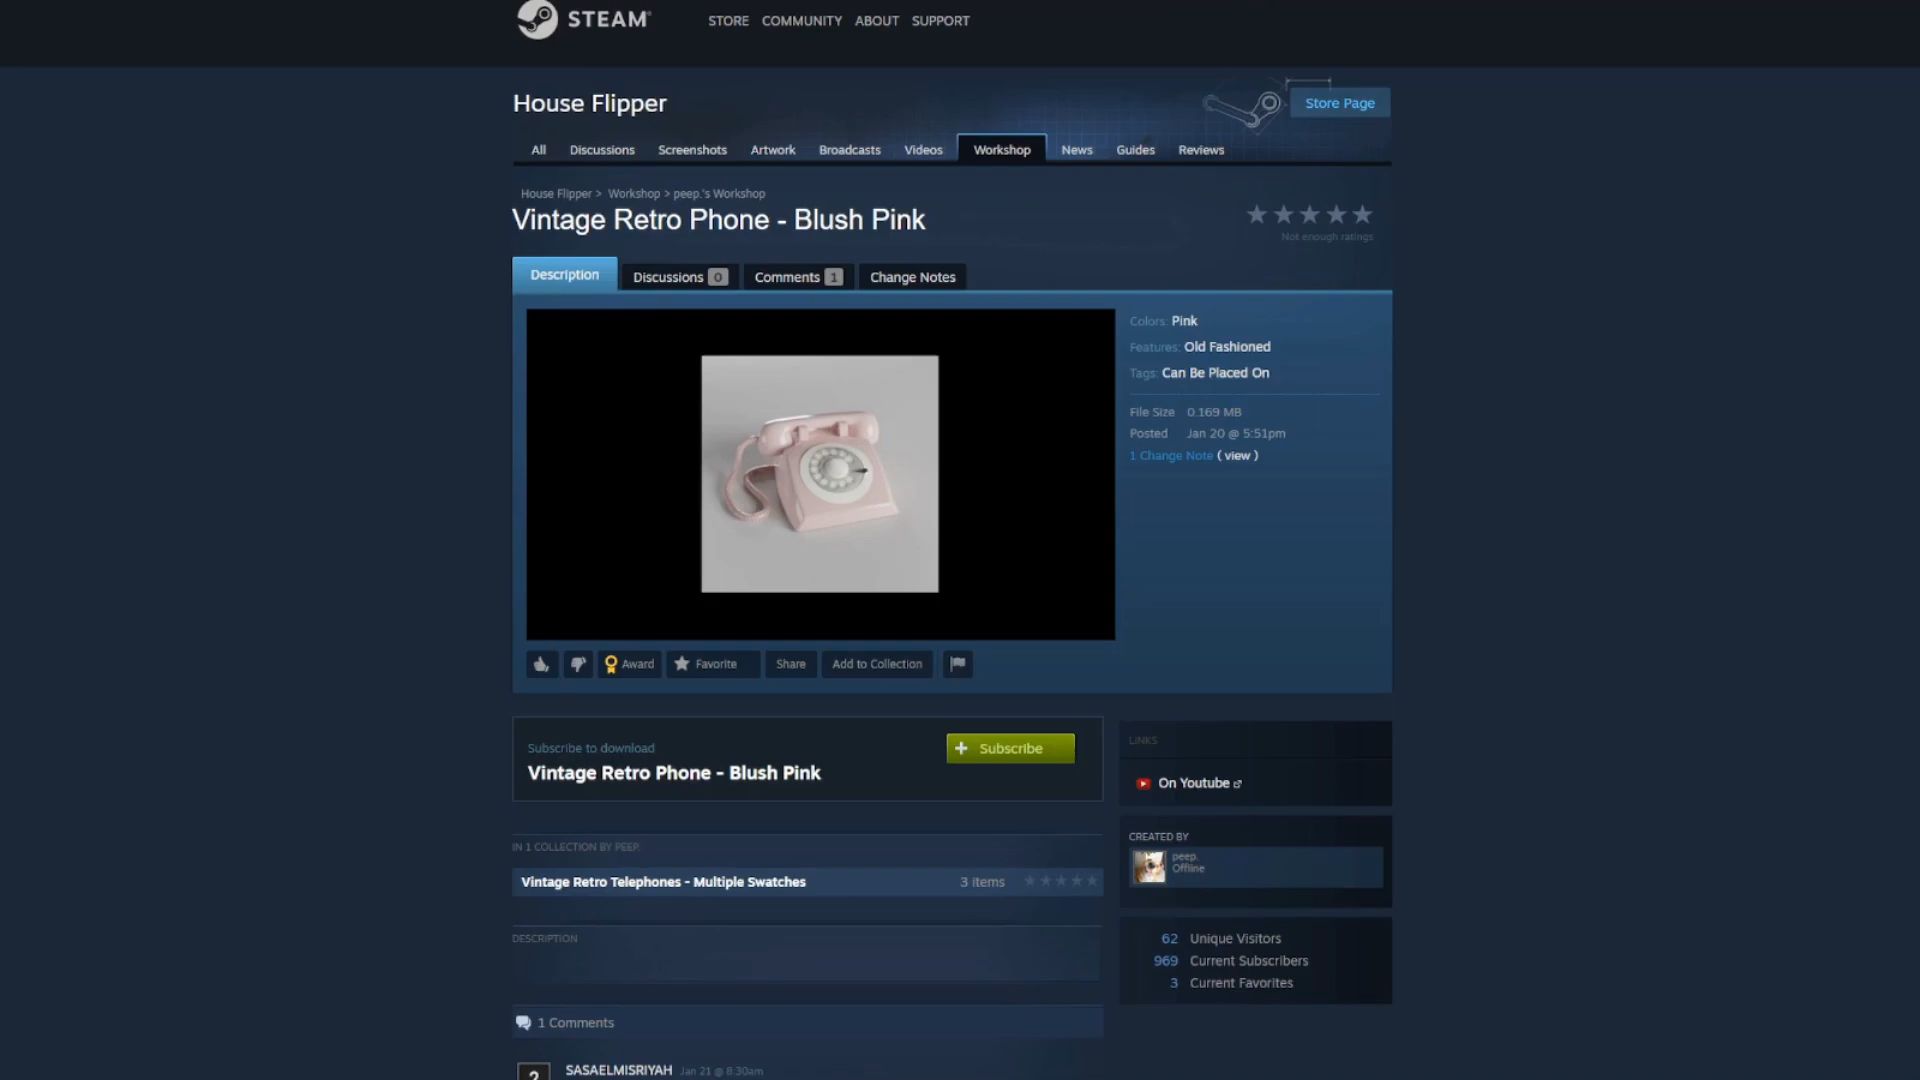 STEAM
STORE COMMUNITY ABOUT SUPPORT
House Flipper
Store Page
All Discussions Screenshots Artwork Broadcasts Videos Workshop News Guides Reviews
House Flipper > Workshop > peep.'s Workshop
Vintage Retro Phone - Blush Pink
Not enough ratings
Description Discussions 0 Comments 1 Change Notes
Colors: Pink
Features: Old Fashioned
Tags: Can Be Placed On
File Size 0.169 MB
Posted Jan 20 @ 5:51pm
1 Change Note ( view )
Award Favorite Share Add to Collection
Subscribe to download
Vintage Retro Phone - Blush Pink
Subscribe
LINKS
On Youtube
IN 1 COLLECTION BY PEEP.
Vintage Retro Telephones - Multiple Swatches 3 items
CREATED BY
peep.
Offline
DESCRIPTION
62 Unique Visitors
969 Current Subscribers
3 Current Favorites
1 Comments
? SASAELMISRIYAH Jan 21 @ 8:30am